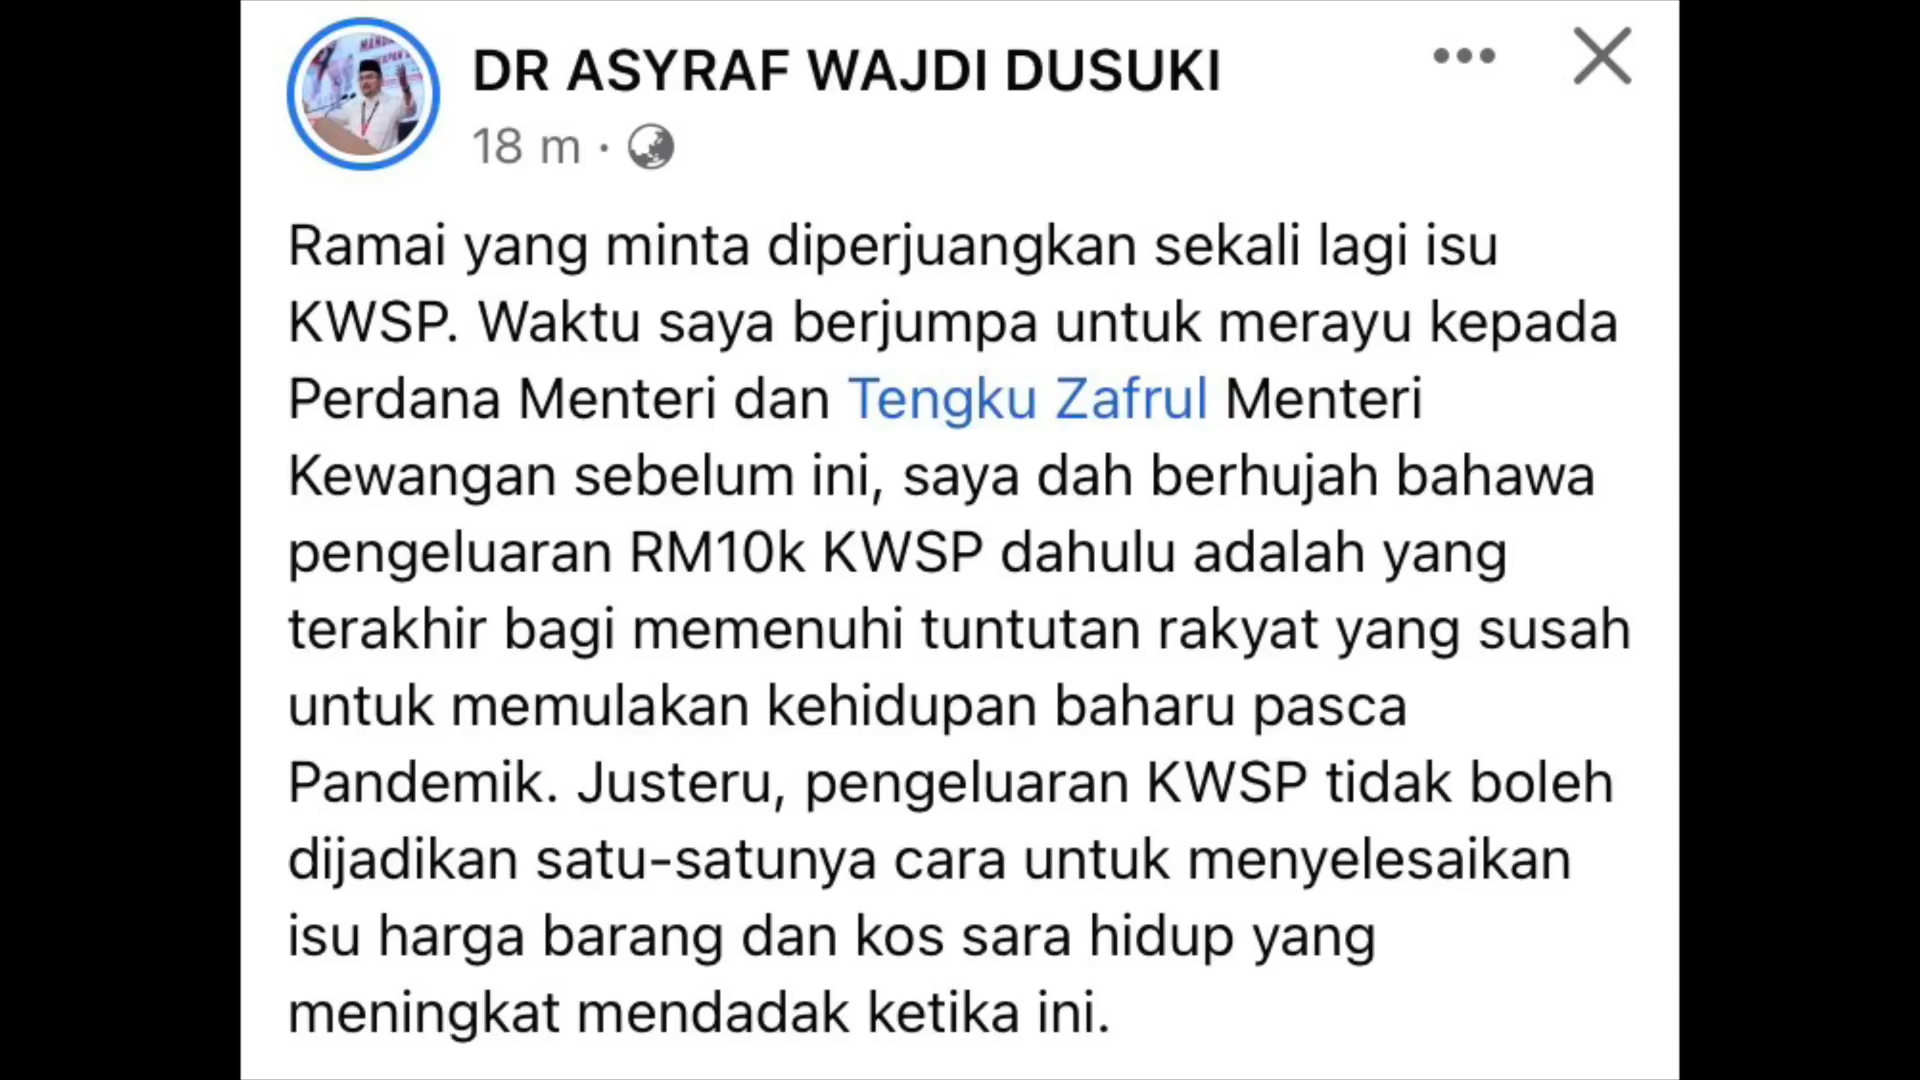 DR ASYRAF WAJDI DUSUKI
18 m ·
Ramai yang minta diperjuangkan sekali lagi isu
KWSP. Waktu saya berjumpa untuk merayu kepada
Perdana Menteri dan Tengku Zafrul Menteri
Kewangan sebelum ini, saya dah berhujah bahawa
pengeluaran RM10k KWSP dahulu adalah yang
terakhir bagi memenuhi tuntutan rakyat yang susah
untuk memulakan kehidupan baharu pasca
Pandemik. Justeru, pengeluaran KWSP tidak boleh
dijadikan satu-satunya cara untuk menyelesaikan
isu harga barang dan kos sara hidup yang
meningkat mendadak ketika ini.